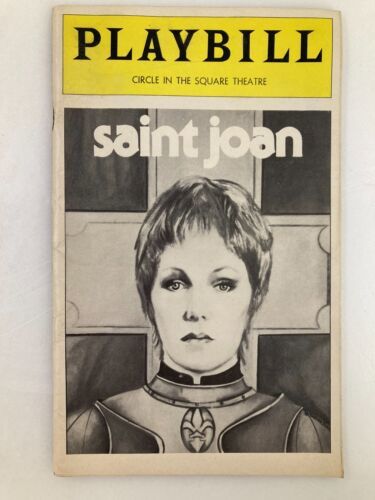 PLAYBILL
CIRCLE IN THE SQUARE THEATRE
saint joan